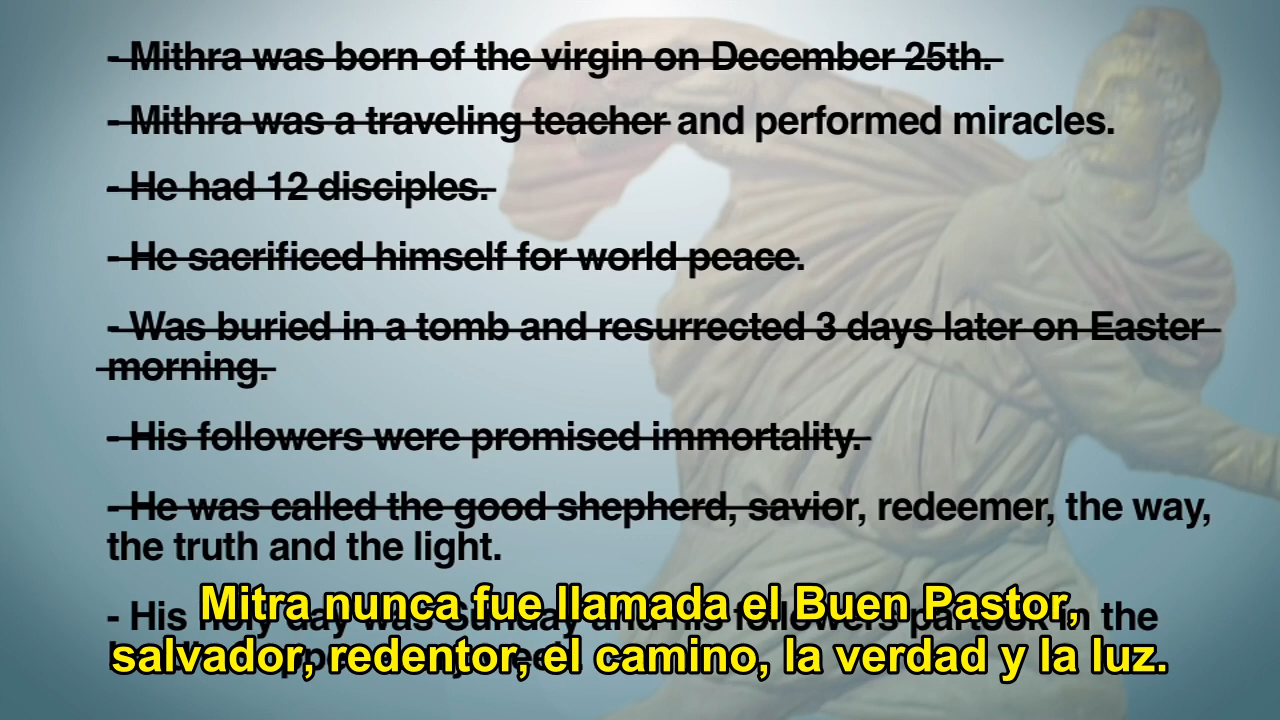 - Mithra was born of the virgin on December 25th.
- Mithra was a traveling teacher and performed miracles.
- He had 12 disciples.
- He sacrificed himself for world peace.
- Was buried in a tomb and resurrected 3 days later on Easter
morning.
- His followers were promised immortality.
- He was called the good shepherd, savior, redeemer, the way,
the truth and the light.
- His holy day was Sunday and his followers partook in the
Mitra nunca fue llamada el Buen Pastor,
salvador, redentor, el camino, la verdad y la luz.